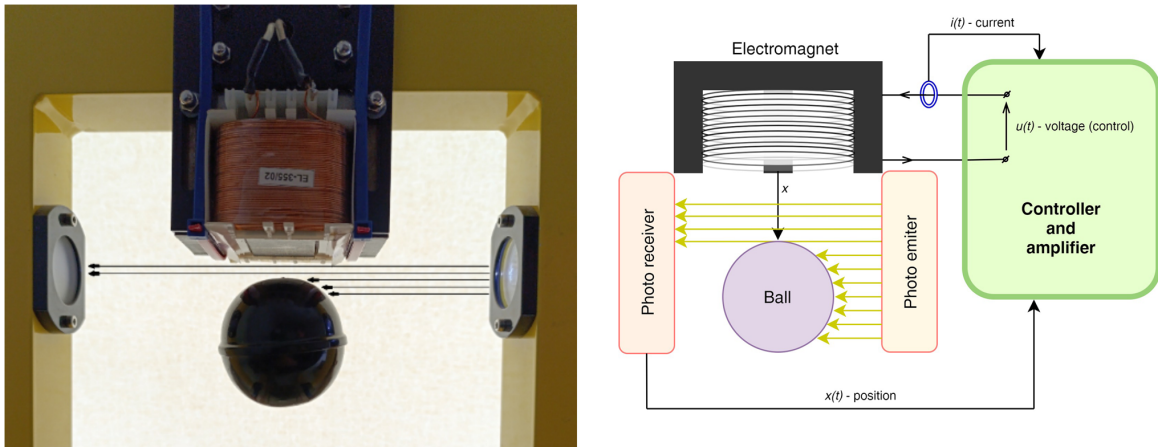 EL-355/02
i(t) - current
Electromagnet
u(t) - voltage (control)
x
Controller
and
amplifier
Photo receiver
Photo emiter
Ball
x(t) - position